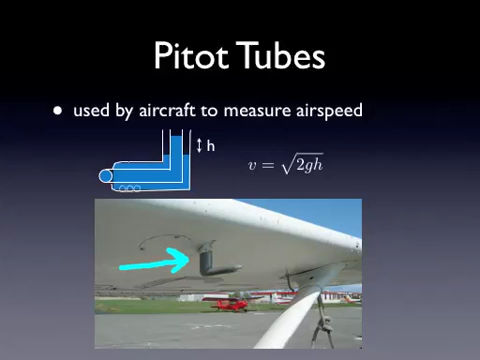 Pitot Tubes
• used by aircraft to measure airspeed
h
v = √2gh